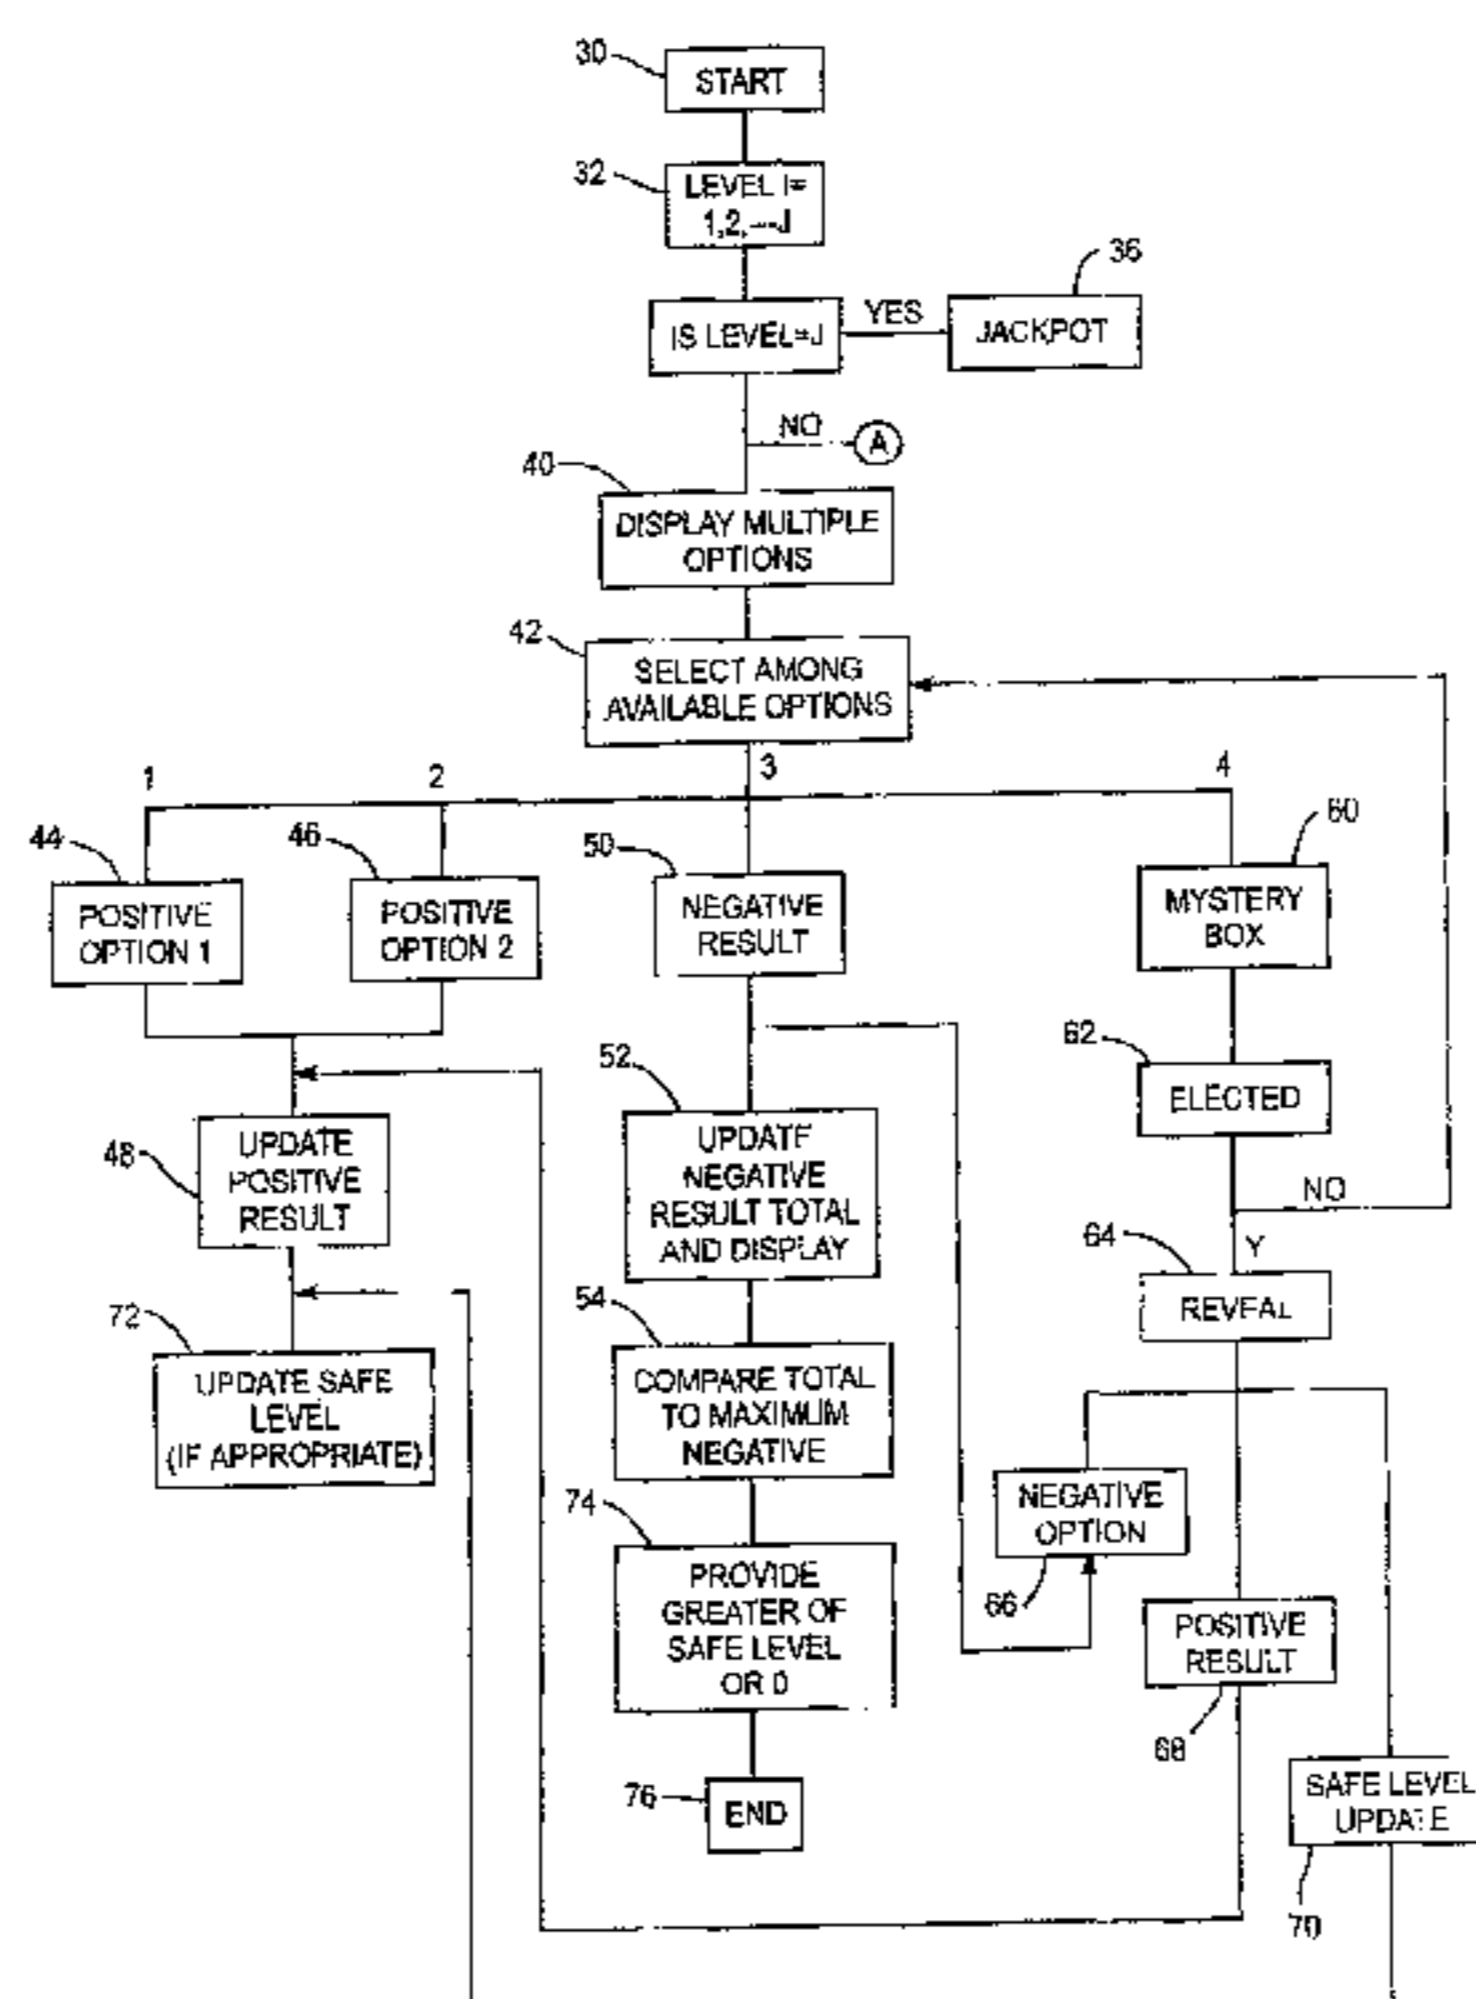 30
START
32
LEVEL I=
1,2,---J
36
IS LEVEL=J
YES
JACKPOT
NO
A
40
DISPLAY MULTIPLE
OPTIONS
42
SELECT AMONG
AVAILABLE OPTIONS
1
2
3
4
44
POSITIVE
OPTION 1
46
POSITIVE
OPTION 2
50
NEGATIVE
RESULT
60
MYSTERY
BOX
62
ELECTED
NO
Y
52
UPDATE
NEGATIVE
RESULT TOTAL
AND DISPLAY
48
UPDATE
POSITIVE
RESULT
64
REVEAL
54
COMPARE TOTAL
TO MAXIMUM
NEGATIVE
72
UPDATE SAFE
LEVEL
(IF APPROPRIATE)
NEGATIVE
OPTION
66
74
PROVIDE
GREATER OF
SAFE LEVEL
OR 0
POSITIVE
RESULT
68
76
END
SAFE LEVEL
UPDATE
70